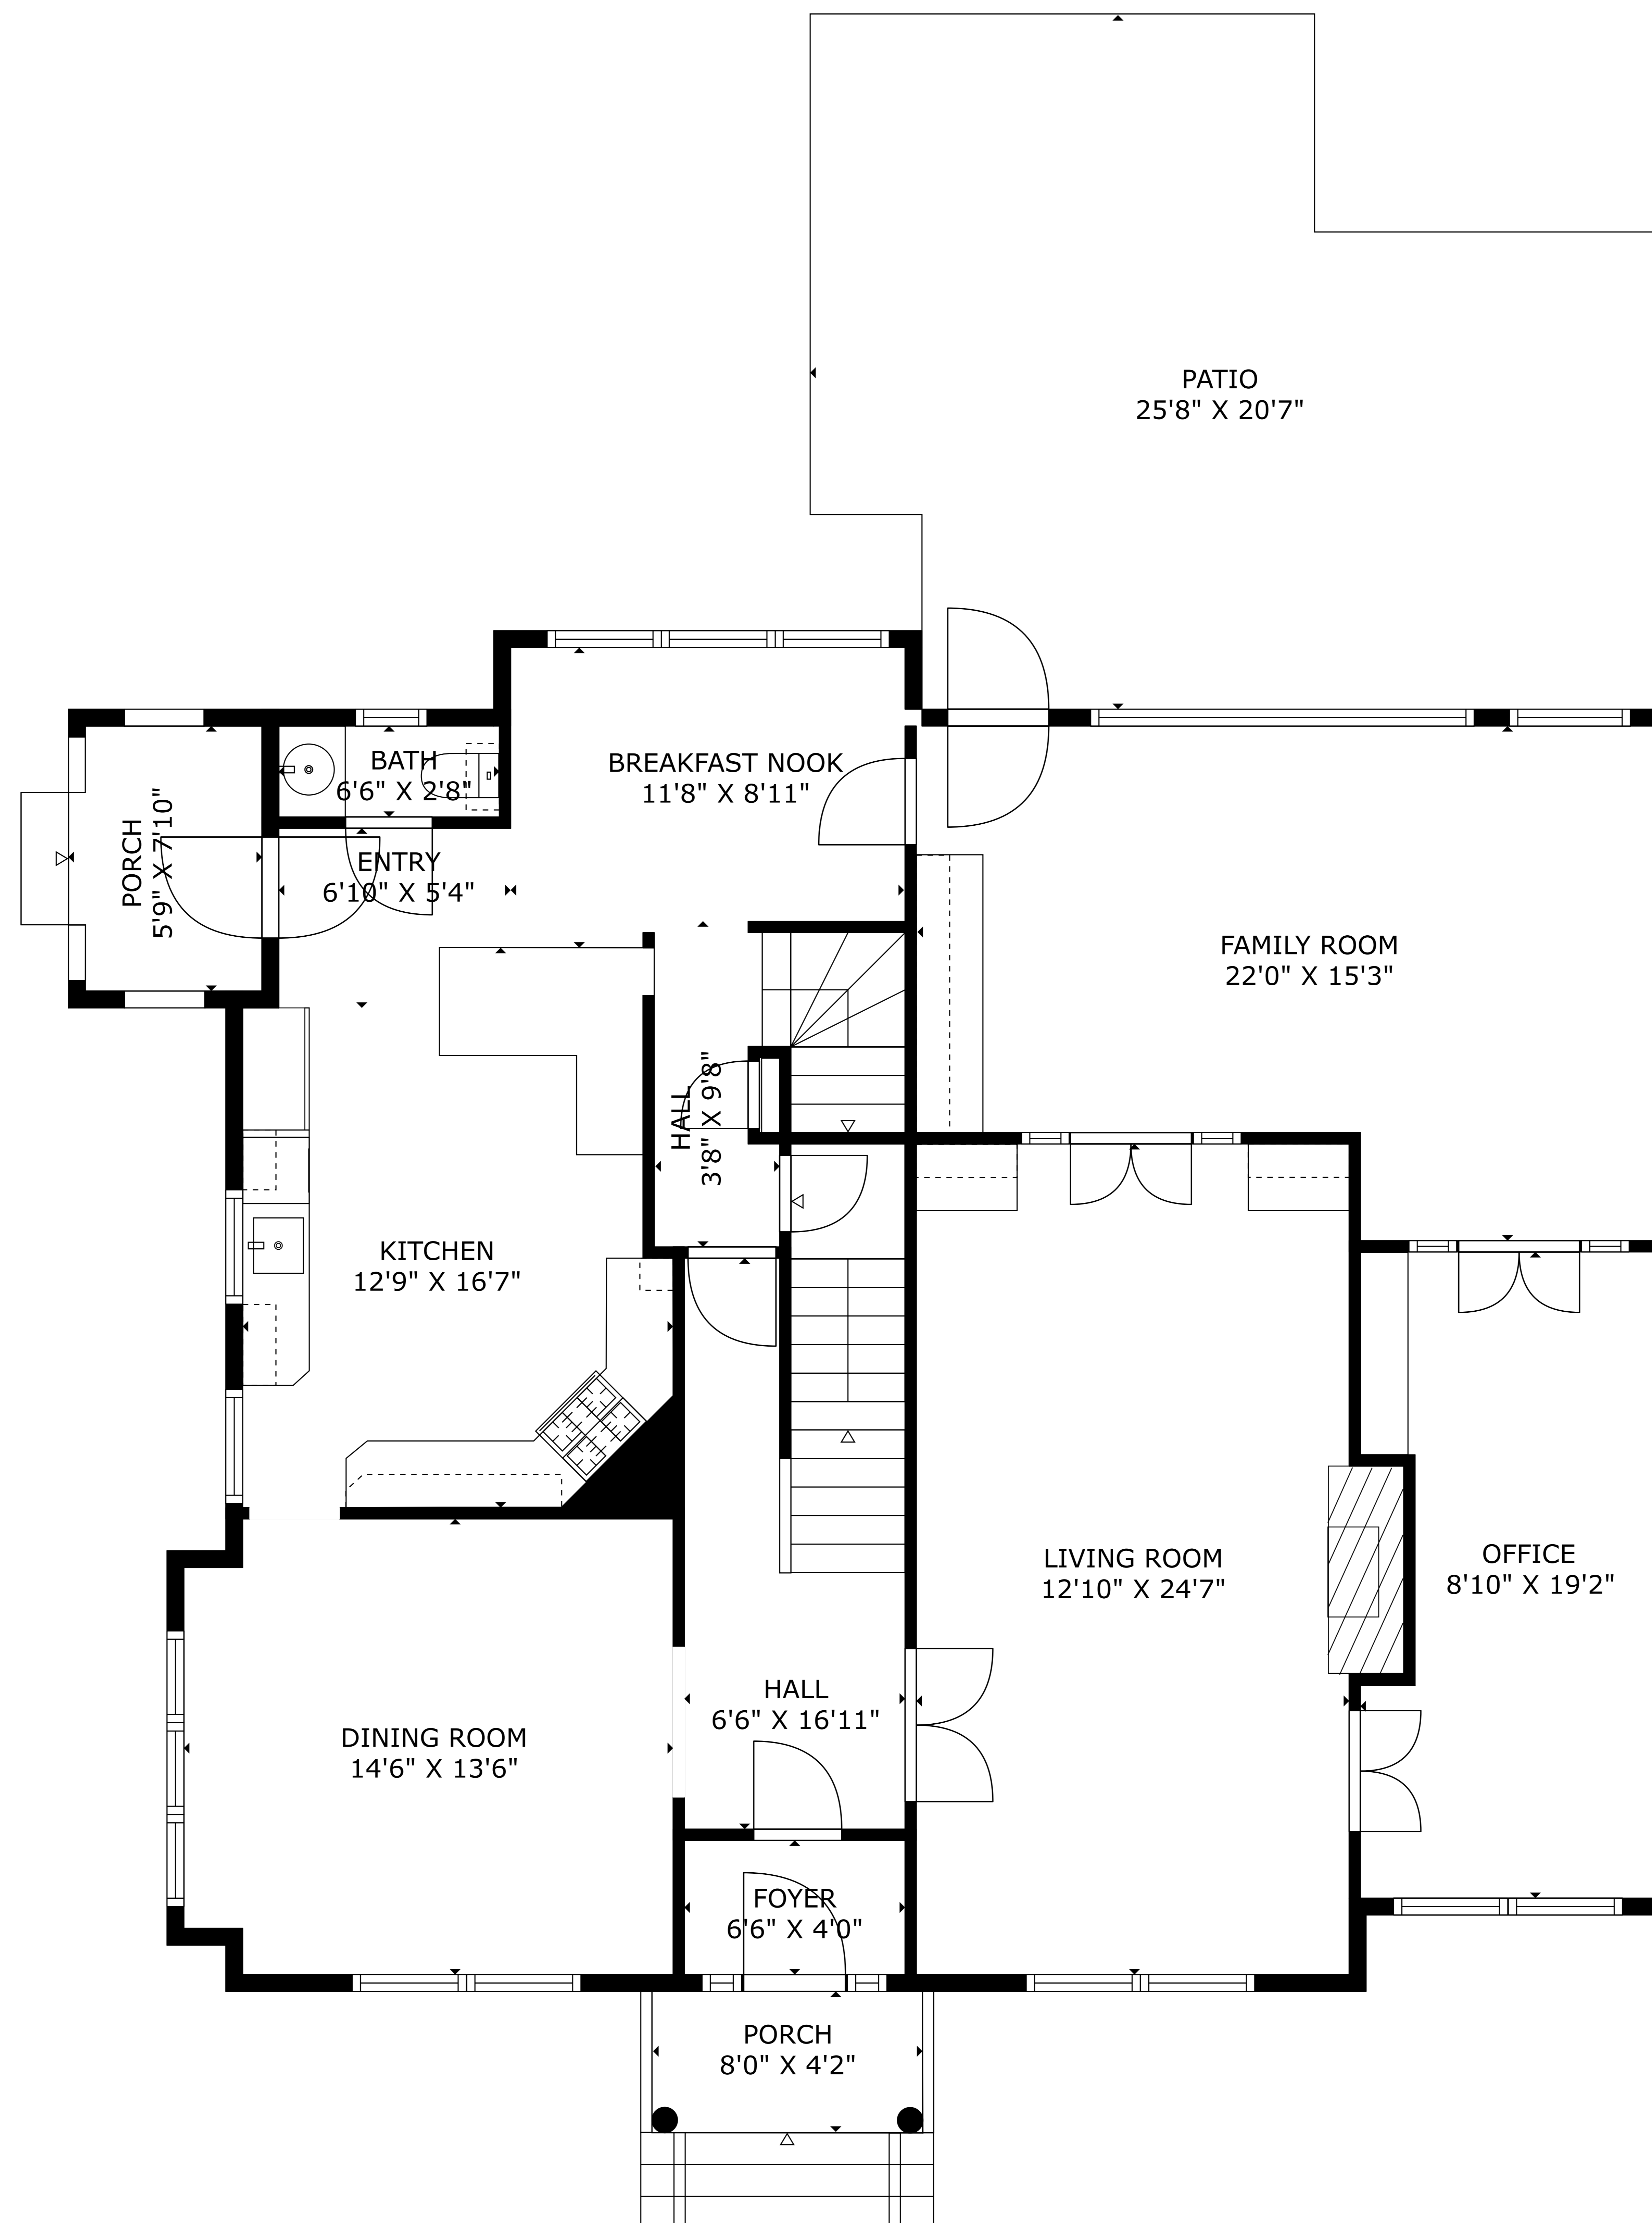 PATIO
25'8" X 20'7"
BATH
6'6" X 2'8"
BREAKFAST NOOK
11'8" X 8'11"
PORCH
5'9" X 7'10"
ENTRY
6'10" X 5'4"
FAMILY ROOM
22'0" X 15'3"
HALL
3'8" X 9'8"
KITCHEN
12'9" X 16'7"
LIVING ROOM
12'10" X 24'7"
OFFICE
8'10" X 19'2"
HALL
6'6" X 16'11"
DINING ROOM
14'6" X 13'6"
FOYER
6'6" X 4'0"
PORCH
8'0" X 4'2"